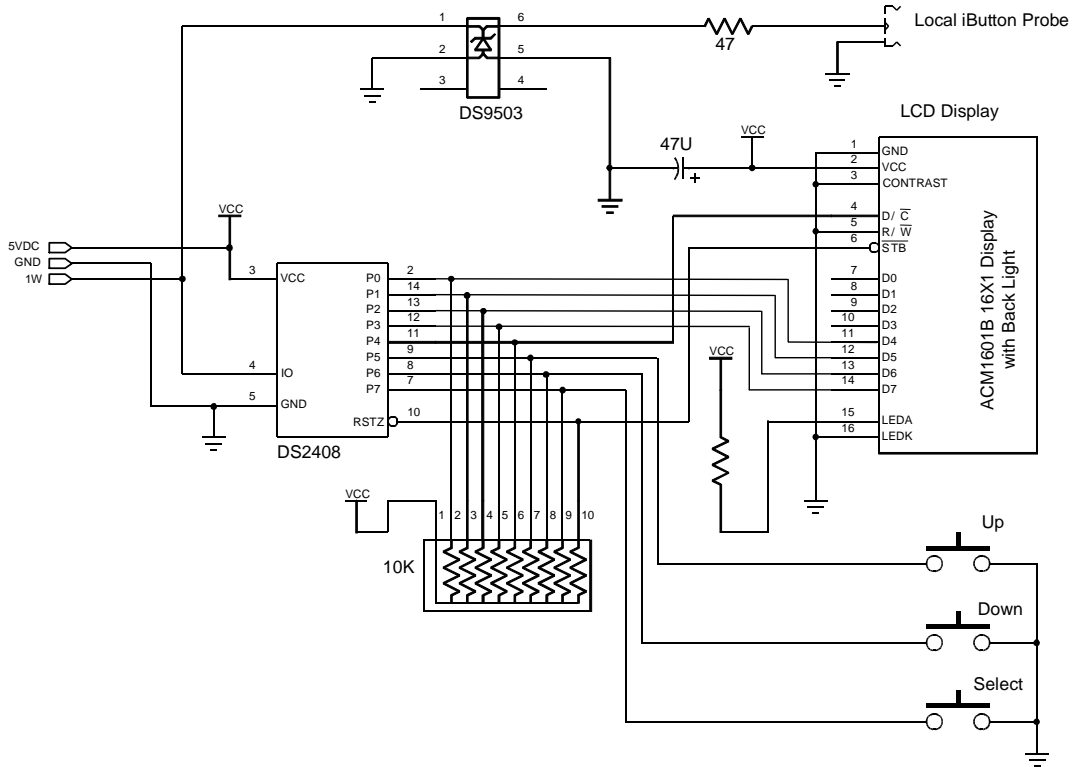 1 6 Local iButton Probe
47
2 5
3 4
DS9503
LCD Display
47U VCC
+
1 GND
2 VCC
3 CONTRAST
4 D/ C̅
5 R/ W̅
6 S̅T̅B̅
7 D0
8 D1
9 D2
10 D3
11 D4
12 D5
13 D6
14 D7
15 LEDA
16 LEDK
ACM1601B 16X1 Display
with Back Light
VCC
5VDC
GND
1W
3 VCC
4 IO
5 GND
P0 2
P1 14
P2 13
P3 12
P4 11
P5 9
P6 8
P7 7
RSTZ 10
DS2408
VCC
VCC
1 2 3 4 5 6 7 8 9 10
10K
Up
Down
Select